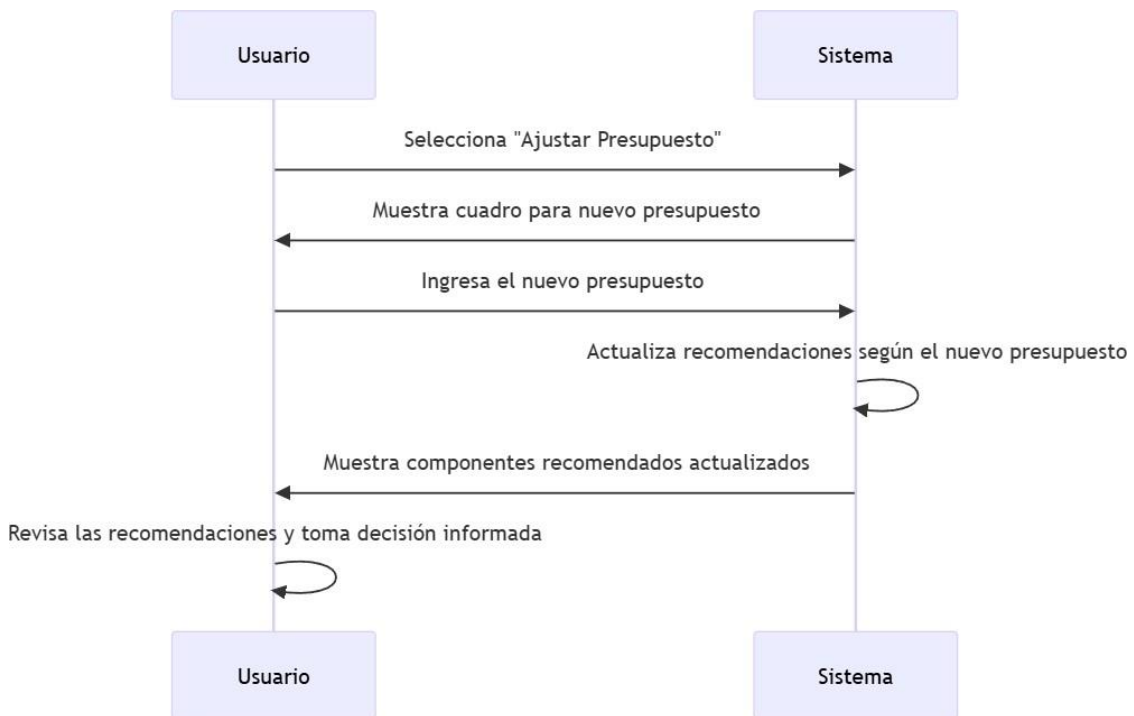 Usuario
Sistema
Selecciona "Ajustar Presupuesto"
Muestra cuadro para nuevo presupuesto
Ingresa el nuevo presupuesto
Actualiza recomendaciones según el nuevo presupuesto
Muestra componentes recomendados actualizados
Revisa las recomendaciones y toma decisión informada
Usuario
Sistema